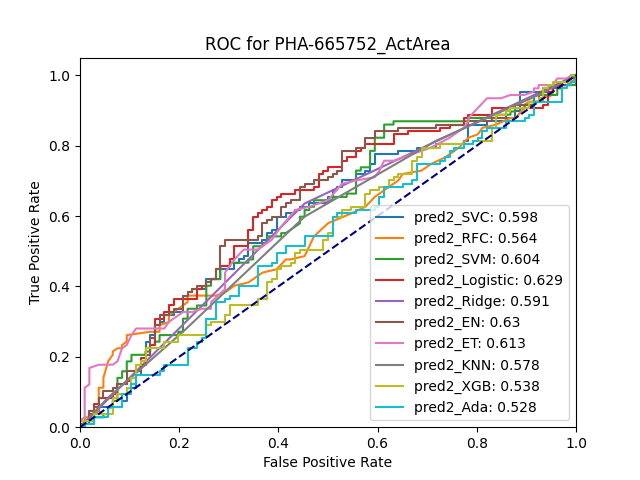 ROC for PHA-665752_ActArea
True Positive Rate
1.0
0.8
0.6
0.4
0.2
0.0
0.0 0.2 0.4 0.6 0.8 1.0
False Positive Rate
pred2_SVC: 0.598
pred2_RFC: 0.564
pred2_SVM: 0.604
pred2_Logistic: 0.629
pred2_Ridge: 0.591
pred2_EN: 0.63
pred2_ET: 0.613
pred2_KNN: 0.578
pred2_XGB: 0.538
pred2_Ada: 0.528